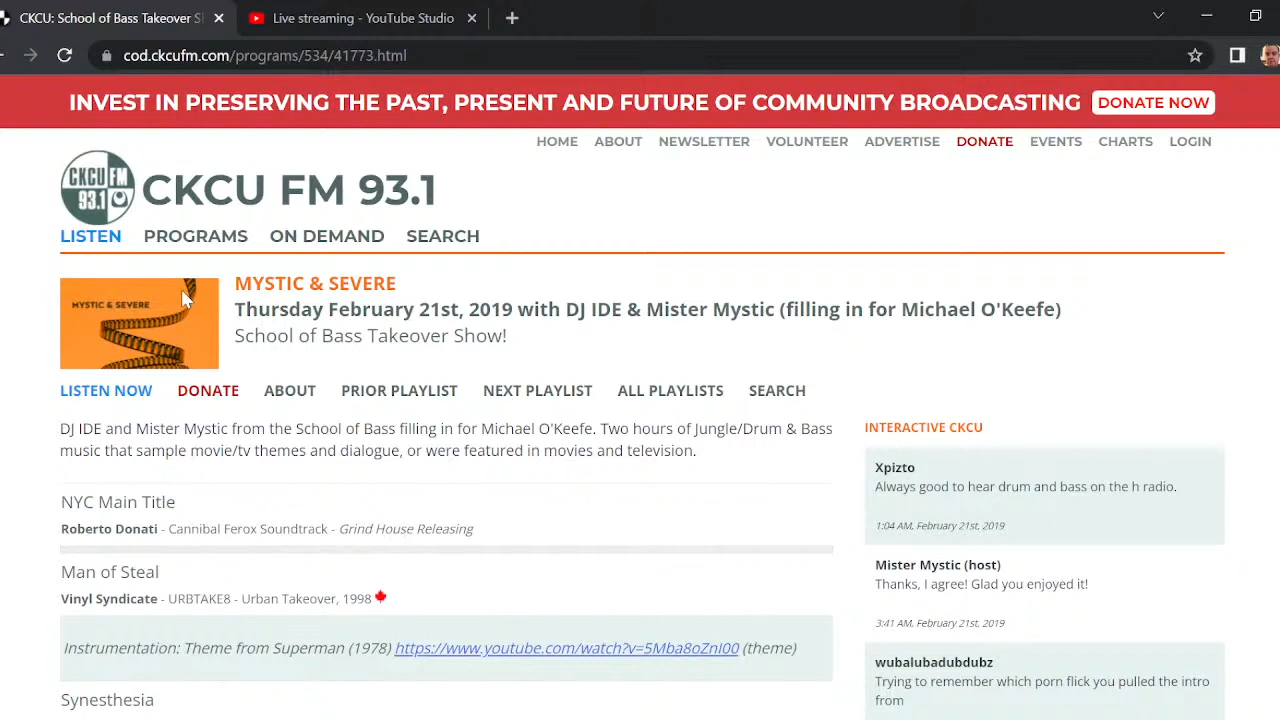 CKCU: School of Bass Takeover S
Live streaming - YouTube Studio
cod.ckcufm.com/programs/534/41773.html
INVEST IN PRESERVING THE PAST, PRESENT AND FUTURE OF COMMUNITY BROADCASTING DONATE NOW
HOME ABOUT NEWSLETTER VOLUNTEER ADVERTISE DONATE EVENTS CHARTS LOGIN
CKCU FM
93.1
CKCU FM 93.1
LISTEN PROGRAMS ON DEMAND SEARCH
MYSTIC & SEVERE
MYSTIC & SEVERE
Thursday February 21st, 2019 with DJ IDE & Mister Mystic (filling in for Michael O'Keefe)
School of Bass Takeover Show!
LISTEN NOW DONATE ABOUT PRIOR PLAYLIST NEXT PLAYLIST ALL PLAYLISTS SEARCH
DJ IDE and Mister Mystic from the School of Bass filling in for Michael O'Keefe. Two hours of Jungle/Drum & Bass
music that sample movie/tv themes and dialogue, or were featured in movies and television.
NYC Main Title
Roberto Donati - Cannibal Ferox Soundtrack - Grind House Releasing
Man of Steal
Vinyl Syndicate - URBTAKE8 - Urban Takeover, 1998
Instrumentation: Theme from Superman (1978) https://www.youtube.com/watch?v=5Mba8oZnI00 (theme)
Synesthesia
INTERACTIVE CKCU
Xpizto
Always good to hear drum and bass on the h radio.
1:04 AM, February 21st, 2019
Mister Mystic (host)
Thanks, I agree! Glad you enjoyed it!
3:41 AM, February 21st, 2019
wubalubadubdubz
Trying to remember which porn flick you pulled the intro
from